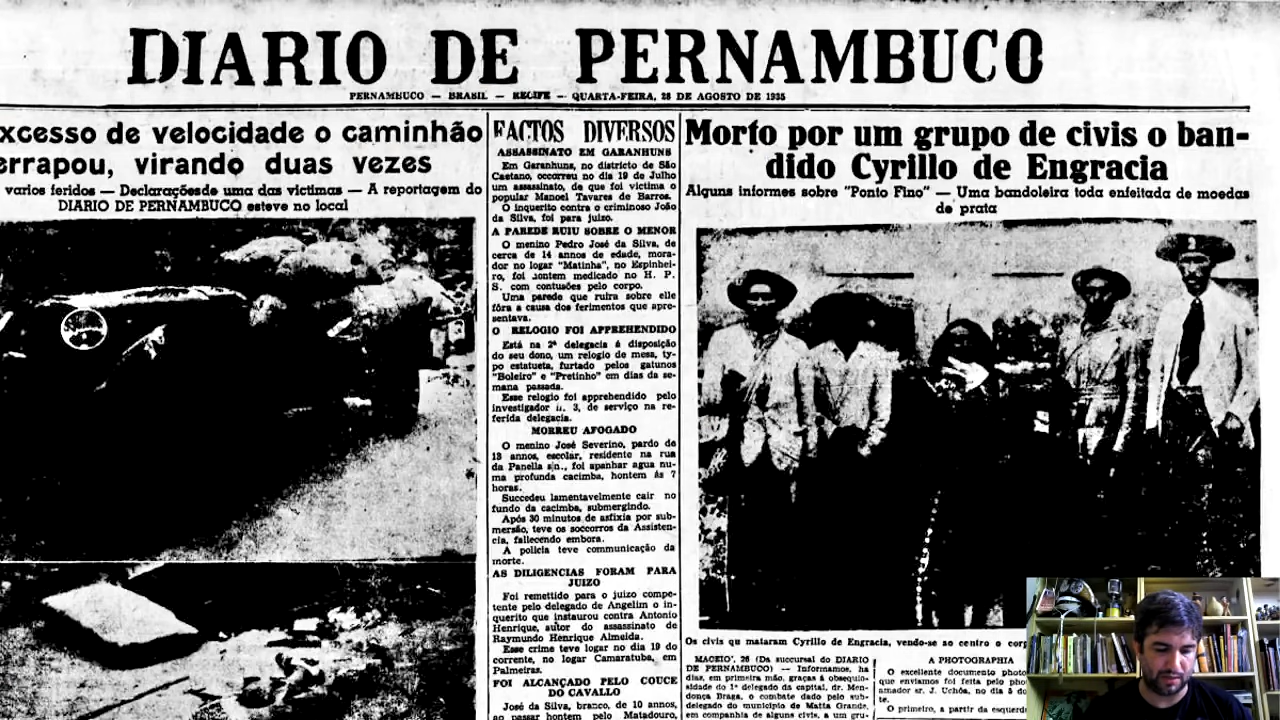 DIARIO DE PERNAMBUCO
PERNAMBUCO — BRASIL — RECIFE — QUARTA-FEIRA, 28 DE AGOSTO DE 1935
xcesso de velocidade o caminhão
errapou, virando duas vezes
varios feridos — Declaraçõesde uma das victimas — A reportagem do
DIARIO DE PERNAMBUCO esteve no local
FACTOS DIVERSOS
ASSASSINATO EM GARANHUNS
Em Garanhuns, no districto de São
Caetano, occorreu no dia 19 de Julho
um assassinato, de que foi victima o
popular Manoel Tavares de Barros.
O inquerito contra o criminoso João
da Silva, foi para juizo.
A PAREDE RUIU SOBRE O MENOR
O menino Pedro José da Silva, de
cerca de 14 annos de edade, mora-
dor no logar "Matinha", no Espinhei-
ro, foi hontem medicado no H. P.
S. com contusões pelo corpo.
Uma parede que ruira sobre elle
fôra a causa dos ferimentos que apre-
sentava.
O RELOGIO FOI APPREHENDIDO
Está na 2ª delegacia á disposição
do seu dono, um relogio de mesa, ty-
po estatueta, furtado pelos gatunos
"Boleiro" e "Pretinho" em dias da se-
mana passada.
Esse relogio foi apprehendido pelo
investigador n. 3, de serviço na re-
ferida delegacia.
MORREU AFOGADO
O menino José Severino, pardo de
13 annos, escolar, residente na rua
da Panella s|n., foi apanhar agua nu-
ma profunda cacimba, hontem ás 7
horas.
Succedeu lamentavelmente cair no
fundo da cacimba, submergindo.
Após 30 minutos de asfixia por sub-
mersão, teve os soccorros da Assisten-
cia, fallecendo embora.
A policia teve communicação da
morte.
AS DILIGENCIAS FORAM PARA
JUIZO
Foi remettido para o juizo compe-
tente pelo delegado de Angelim o in-
querito que instaurou contra Antonio
Henrique, autor do assassinato de
Raymundo Henrique Almeida.
Esse crime teve logar no dia 19 do
corrente, no logar Camaratuba, em
Palmeiras.
FOI ALCANÇADO PELO COUCE
DO CAVALLO
José da Silva, branco, de 10 annos,
ao passar hontem pelo Matadouro,
Morto por um grupo de civis o ban-
dido Cyrillo de Engracia
Alguns informes sobre "Ponto Fino" — Uma bandoleira toda enfeitada de moedas
de prata
Os civis qu mataram Cyrillo de Engracia, vendo-se ao centro o corp
MACEIO', 26 (Da succursal do DIARIO
DE PERNAMBUCO) — Informamos, ha
dias, em primeira mão, graças á obsequio-
sidade do 1º delegado da capital, dr. Men-
donça Braga, o combate dado pelo sub-
delegado do municipio de Matta Grande,
em companhia de alguns civis, a um gru-
A PHOTOGRAPHIA
O excellente documento photo
que enviamos foi feita pelo pho
amador sr. J. Uchôa, no dia 5 do
te.
O primeiro, a partir da esquerd